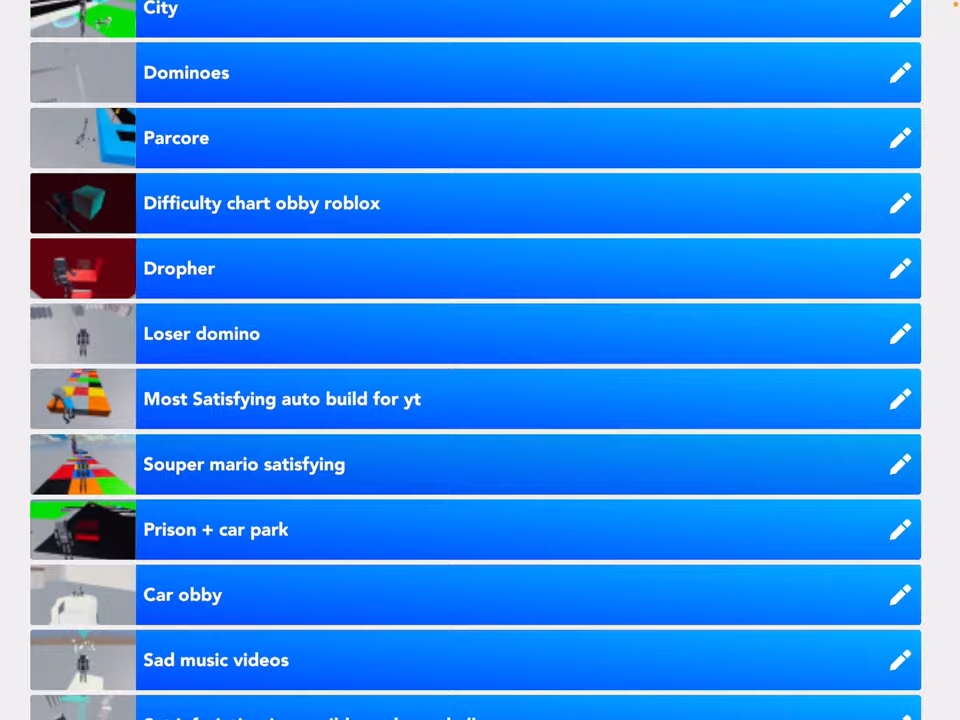 City
Dominoes
Parcore
Difficulty chart obby roblox
Dropher
Loser domino
Most Satisfying auto build for yt
Souper mario satisfying
Prison + car park
Car obby
Sad music videos